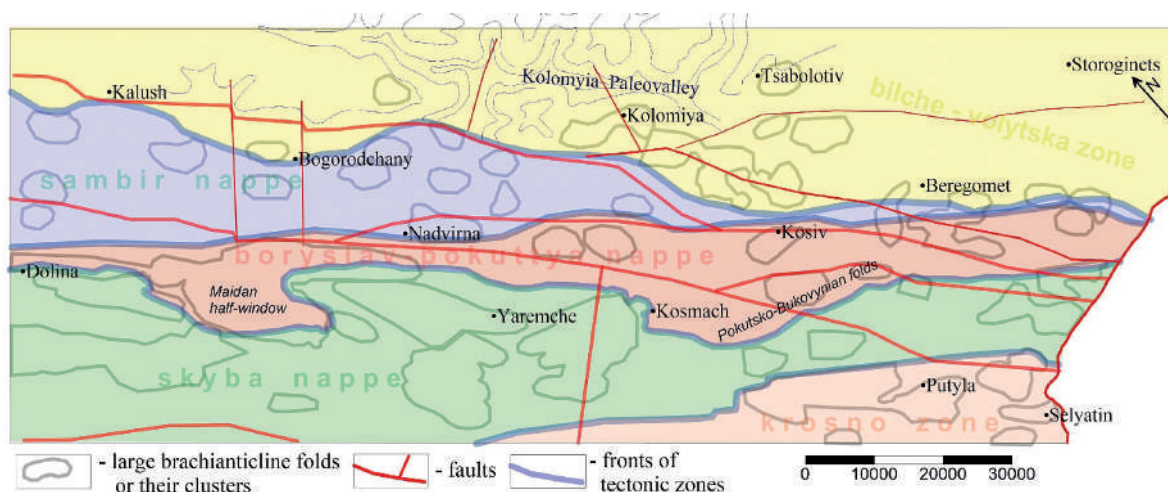 Storoginets
Tsabolotiv
N
Kolomyia Paleovalley
Kalush
Kolomiya
bilche - volytska zone
Bogorodchany
sambir nappe
Beregomet
Nadvirna
Kosiv
boryslav pokuttya nappe
Dolina
Maidan
half-window
Pokutsko-Bukovynian folds
Yaremche
Kosmach
skyba nappe
Putyla
krosno zone
Selyatin
- large brachianticline folds
or their clusters
- faults
- fronts of
tectonic zones
0 10000 20000 30000